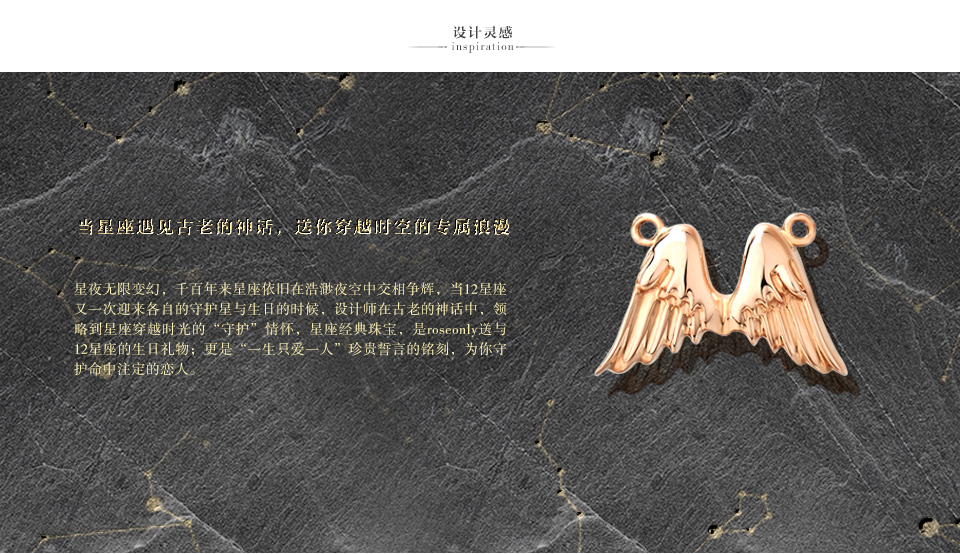 设计灵感
inspiration
当星座遇见古老的神话，送你穿越时空的专属浪漫
星夜无限变幻，千百年来星座依旧在浩渺夜空中交相争辉，当12星座
又一次迎来各自的守护星与生日的时候，设计师在古老的神话中，领
略到星座穿越时光的“守护”情怀，星座经典珠宝，是roseonly送与
12星座的生日礼物；更是“一生只爱一人”珍贵誓言的铭刻，为你守
护命中注定的恋人。